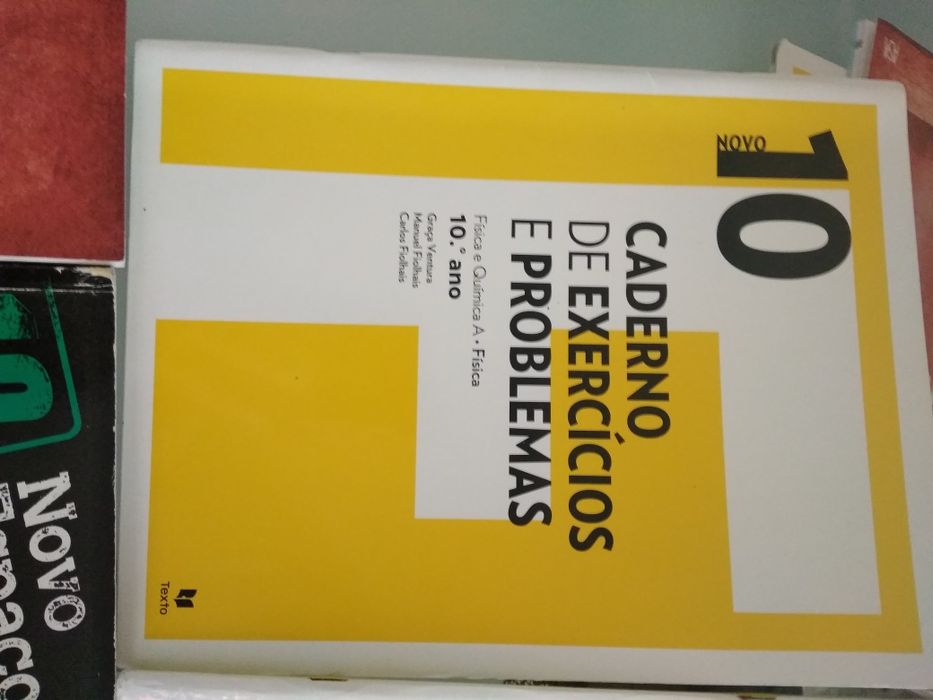 NOVO
10
CADERNO
DE EXERCÍCIOS
E PROBLEMAS
Física e Química A • Física
10.º ano
Graça Ventura
Manuel Fiolhais
Carlos Fiolhais
Texto
NOVO